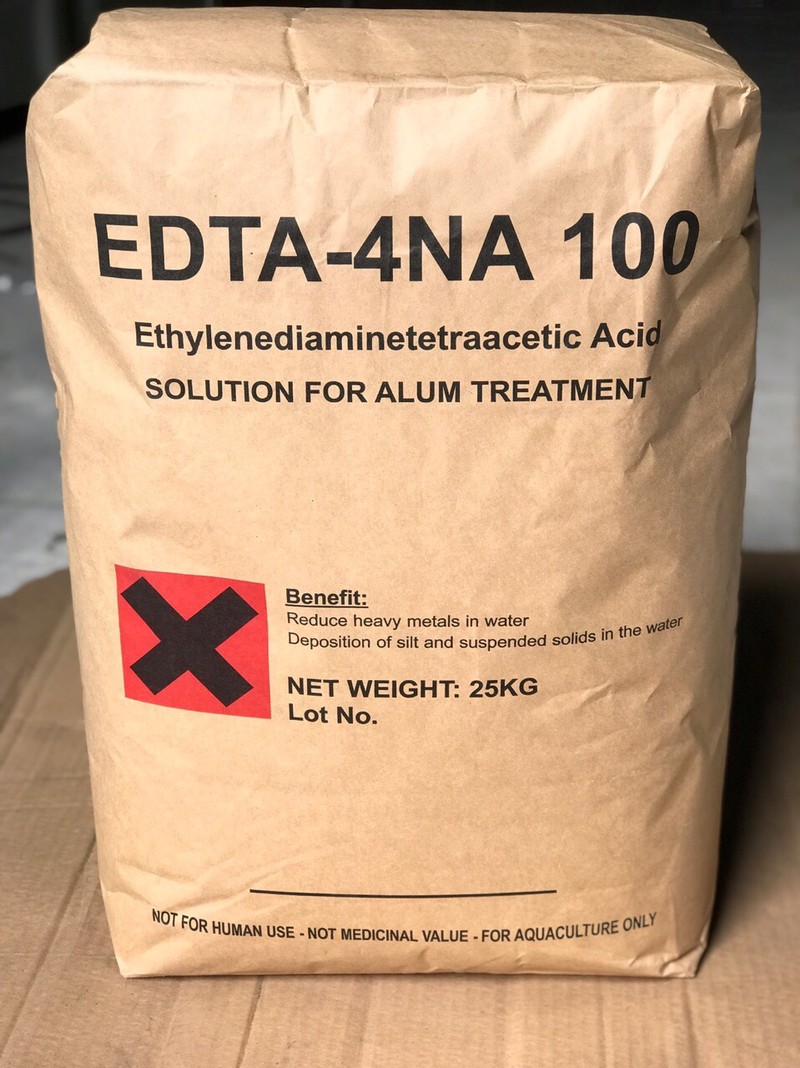 EDTA-4NA 100
Ethylenediaminetetraacetic Acid
SOLUTION FOR ALUM TREATMENT
Benefit:
Reduce heavy metals in water
Deposition of silt and suspended solids in the water
NET WEIGHT: 25KG
Lot No.
NOT FOR HUMAN USE - NOT MEDICINAL VALUE - FOR AQUACULTURE ONLY